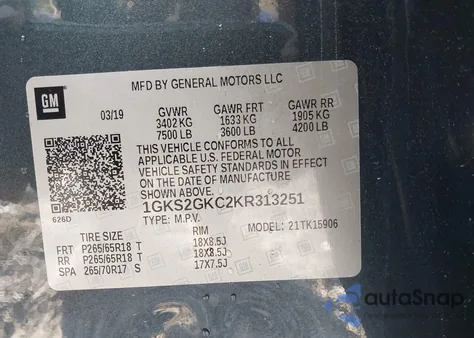 MFD BY GENERAL MOTORS LLC
GM
03/19 GVWR GAWR FRT GAWR RR
3402 KG 1633 KG 1905 KG
7500 LB 3600 LB 4200 LB
THIS VEHICLE CONFORMS TO ALL
APPLICABLE U.S. FEDERAL MOTOR
VEHICLE SAFETY STANDARDS IN EFFECT
ON THE DATE OF MANUFACTURE SHOWN ABOVE.
626D
1GKS2GKC2KR313251
TYPE: M.P.V. MODEL: 21TK15906
TIRE SIZE RIM
FRT P265/65R18 T 18X8.5J
RR P265/65R18 T 18X8.5J
SPA 265/70R17 S 17X7.5J
autoSnap